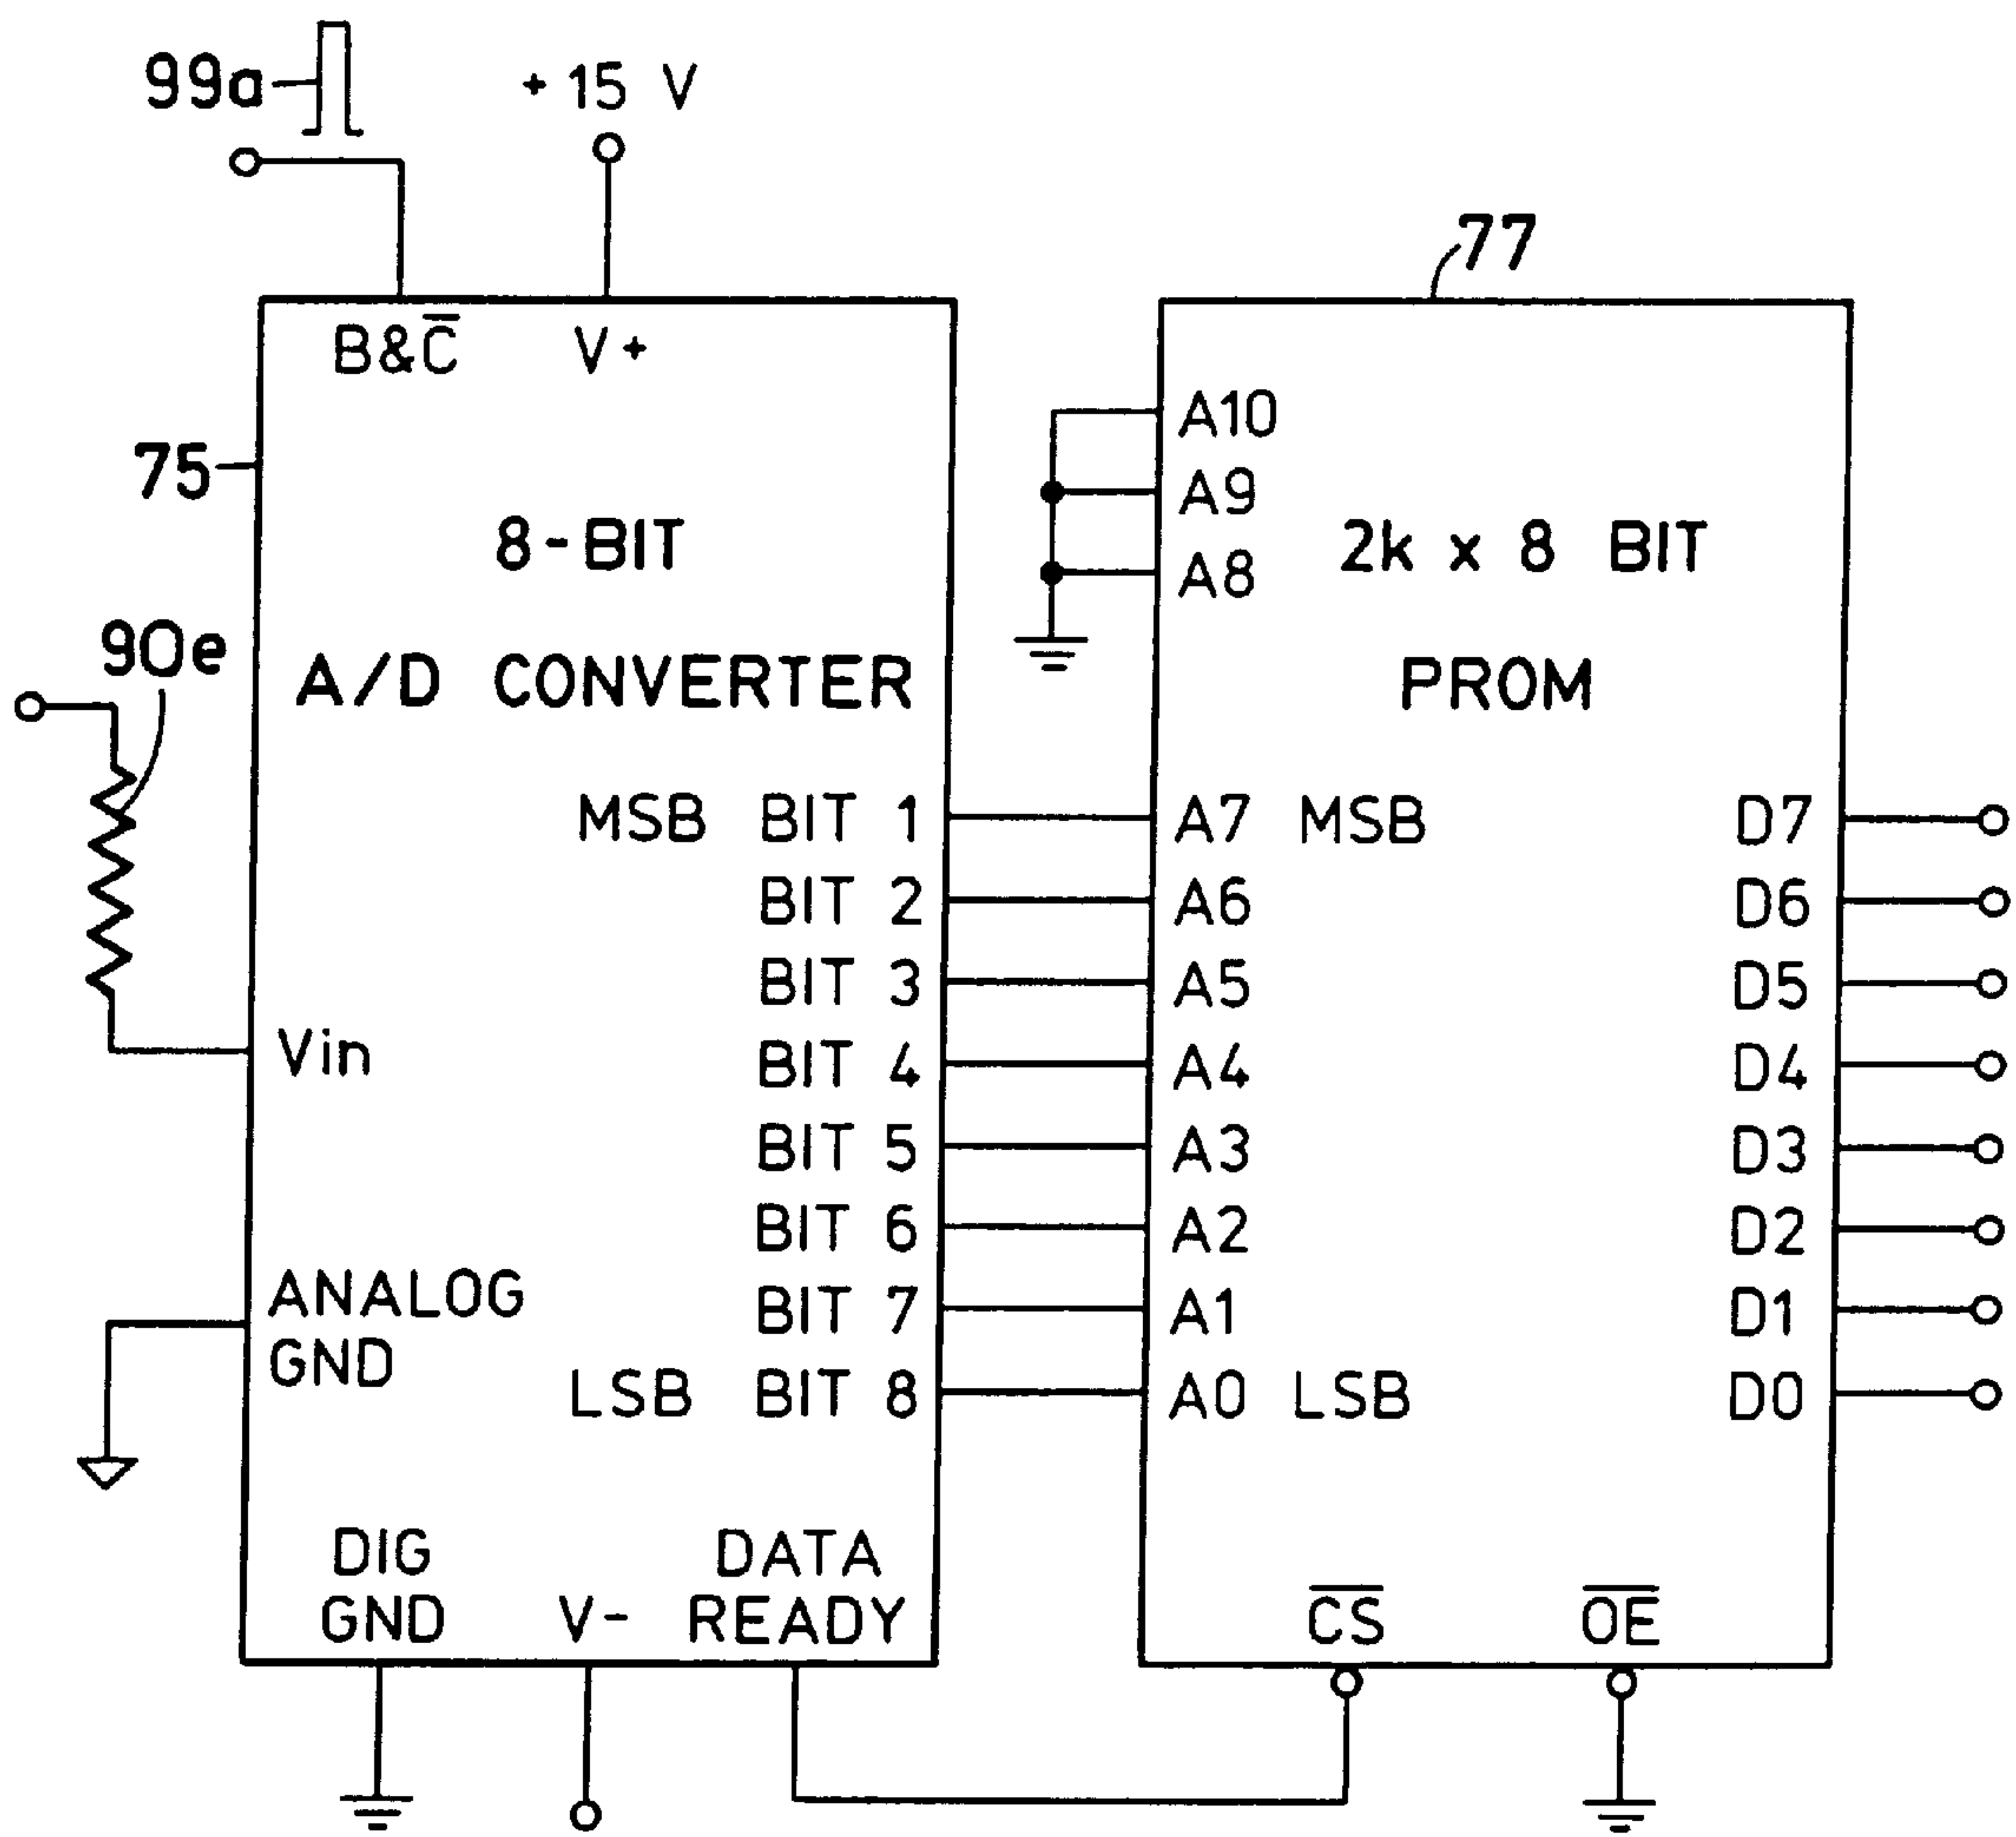 99a
+15 V
77
B&C̅ V+
A10
75
A9
8-BIT
2k x 8 BIT
A8
90e
A/D CONVERTER
PROM
MSB BIT 1 A7 MSB D7
BIT 2 A6 D6
BIT 3 A5 D5
Vin BIT 4 A4 D4
BIT 5 A3 D3
BIT 6 A2 D2
ANALOG
GND
BIT 7 A1 D1
LSB BIT 8 A0 LSB D0
DIG
GND
V-
DATA
READY
C̅S̅
O̅E̅